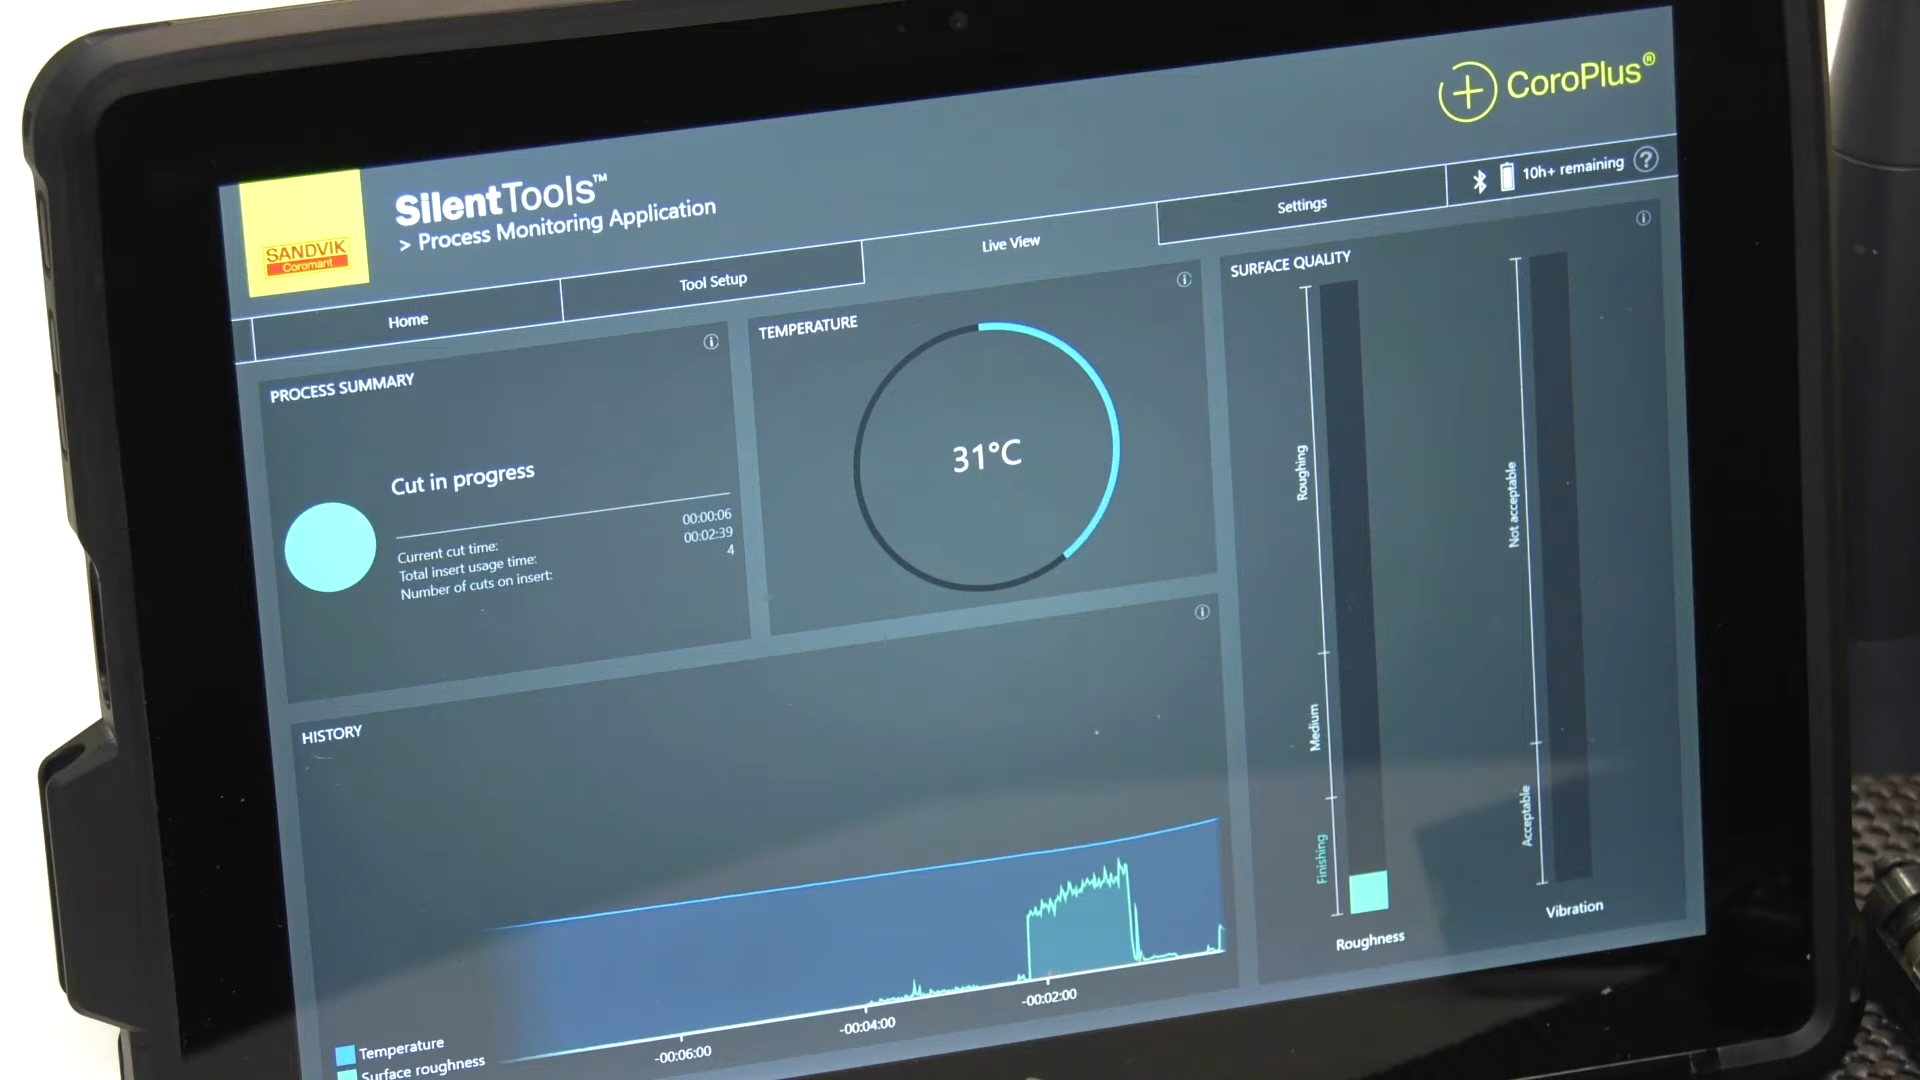 CoroPlus®
SANDVIK
Coromant
SilentTools™
> Process Monitoring Application
Home
Tool Setup
Live View
Settings
10h+ remaining ?
PROCESS SUMMARY
Cut in progress
Current cut time: 00:00:06
Total insert usage time: 00:02:39
Number of cuts on insert: 4
TEMPERATURE
31°C
SURFACE QUALITY
Roughing
Medium
Finishing
Roughness
Not acceptable
Acceptable
Vibration
HISTORY
-00:06:00
-00:04:00
-00:02:00
Temperature
Surface roughness